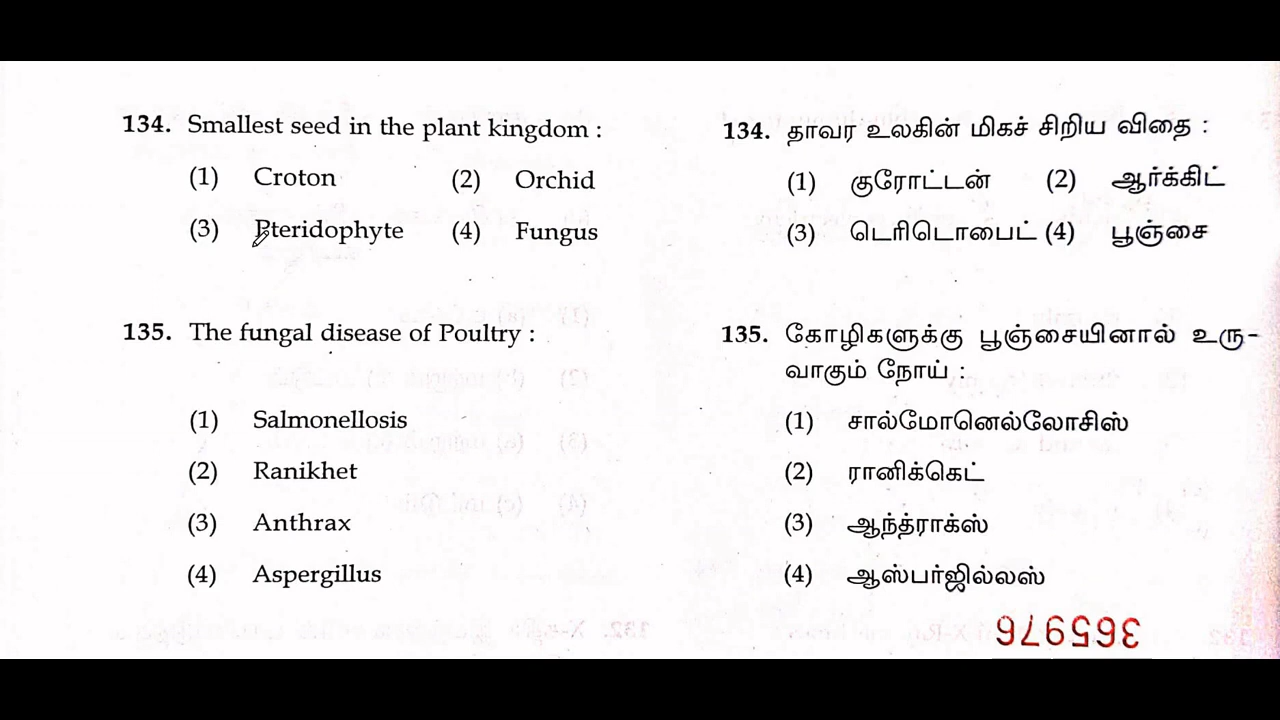 134. Smallest seed in the plant kingdom :
(1) Croton (2) Orchid
(3) Pteridophyte (4) Fungus
135. The fungal disease of Poultry :
(1) Salmonellosis
(2) Ranikhet
(3) Anthrax
(4) Aspergillus
134. தாவர உலகின் மிகச் சிறிய விதை :
(1) குரோட்டன் (2) ஆர்க்கிட்
(3) டெரிடொபைட் (4) பூஞ்சை
135. கோழிகளுக்கு பூஞ்சையினால் உரு-
வாகும் நோய் :
(1) சால்மோனெல்லோசிஸ்
(2) ரானிக்கெட்
(3) ஆந்த்ராக்ஸ்
(4) ஆஸ்பர்ஜில்லஸ்
365976